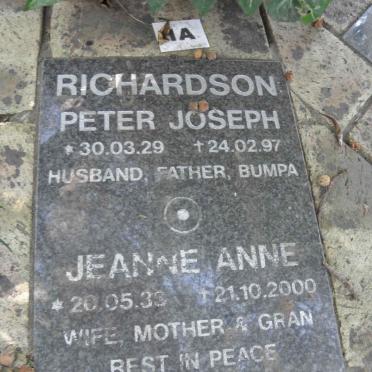 RICHARDSON
PETER JOSEPH
*30.03.29 †24.02.97
HUSBAND, FATHER, BUMPA
JEANNE ANNE
*20.05.33 †21.10.2000
WIFE, MOTHER & GRAN
REST IN PEACE